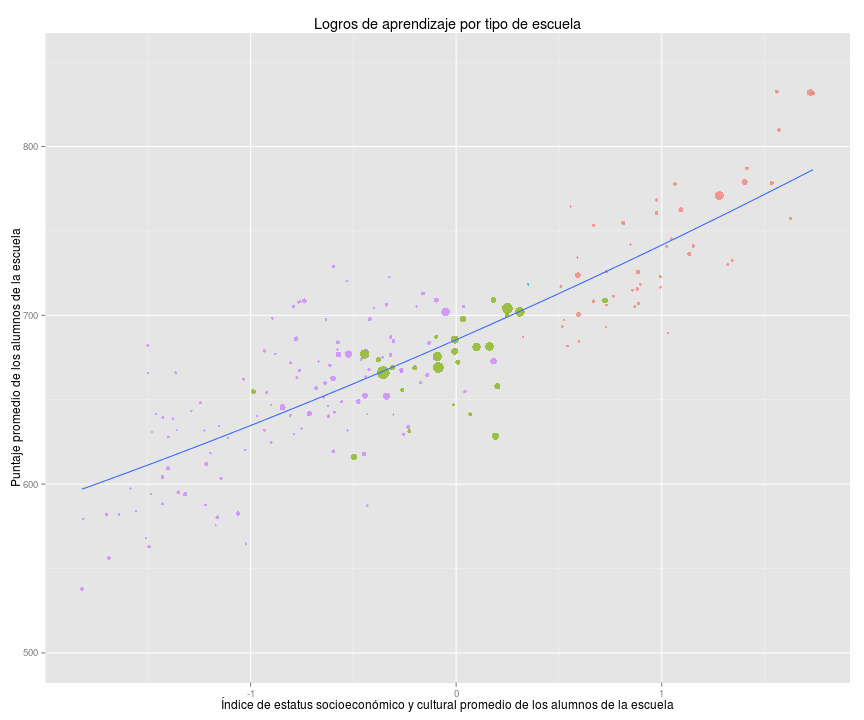 Logros de aprendizaje por tipo de escuela
Puntaje promedio de los alumnos de la escuela
800
700
600
500
-1
0
1
Índice de estatus socioeconómico y cultural promedio de los alumnos de la escuela